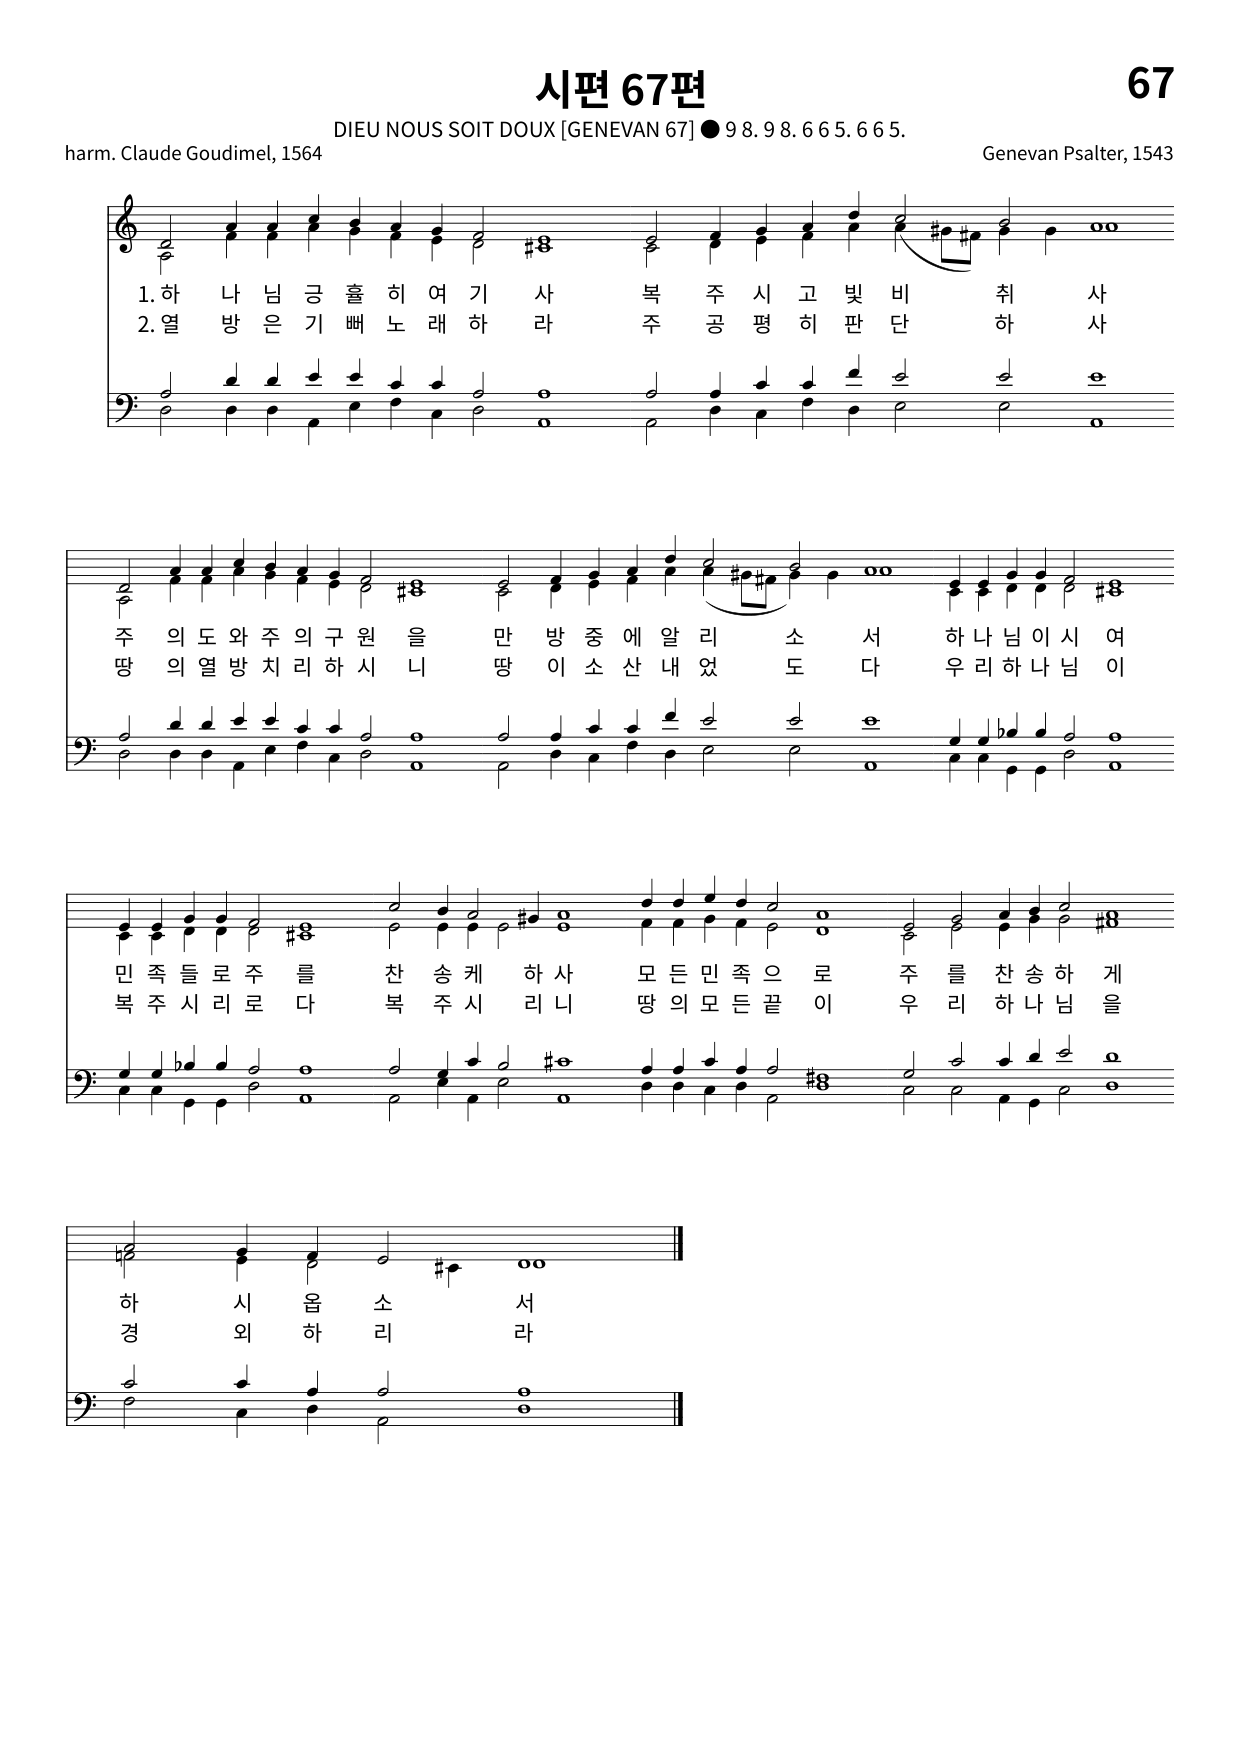 시편 67편
67
DIEU NOUS SOIT DOUX [GENEVAN 67] ● 9 8. 9 8. 6 6 5. 6 6 5.
harm. Claude Goudimel, 1564
Genevan Psalter, 1543
1. 하 나 님 긍 휼 히 여 기 사 복 주 시 고 빛 비 취 사
2. 열 방 은 기 뻐 노 래 하 라 주 공 평 히 판 단 하 사
주 의 도 와 주 의 구 원 을 만 방 중 에 알 리 소 서 하 나 님 이 시 여
땅 의 열 방 치 리 하 시 니 땅 이 소 산 내 었 도 다 우 리 하 나 님 이
민 족 들 로 주 를 찬 송 케 하 사 모 든 민 족 으 로 주 를 찬 송 하 게
복 주 시 리 로 다 복 주 시 리 니 땅 의 모 든 끝 이 우 리 하 나 님 을
하 시 옵 소 서
경 외 하 리 라